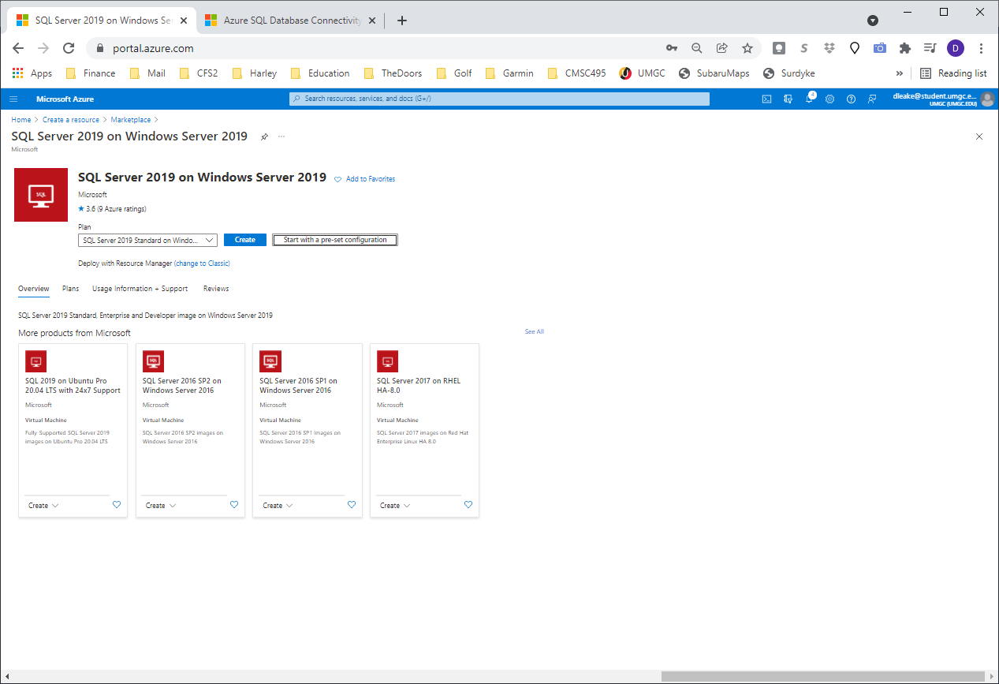 SQL Server 2019 on Windows Se
Azure SQL Database Connectivity
portal.azure.com
S
D
Apps
Finance
Mail
CFS2
Harley
Education
TheDoors
Golf
Garmin
CMSC495
UMGC
SubaruMaps
Surdyke
»
Reading list
Microsoft Azure
Search resources, services, and docs (G+/)
4
dleake@student.umgc.e...
UMGC (UMGC.EDU)
Home > Create a resource > Marketplace >
SQL Server 2019 on Windows Server 2019
...
Microsoft
SQL
SQL Server 2019 on Windows Server 2019
Add to Favorites
Microsoft
★ 3.6 (9 Azure ratings)
Plan
SQL Server 2019 Standard on Windo...
Create
Start with a pre-set configuration
Deploy with Resource Manager (change to Classic)
Overview
Plans
Usage Information + Support
Reviews
SQL Server 2019 Standard, Enterprise and Developer image on Windows Server 2019
More products from Microsoft
See All
SQL 2019 on Ubuntu Pro
20.04 LTS with 24x7 Support
Microsoft
Virtual Machine
Fully Supported SQL Server 2019
images on Ubuntu Pro 20.04 LTS
Create
SQL
SQL Server 2016 SP2 on
Windows Server 2016
Microsoft
Virtual Machine
SQL Server 2016 SP2 images on
Windows Server 2016
Create
SQL
SQL Server 2016 SP1 on
Windows Server 2016
Microsoft
Virtual Machine
SQL Server 2016 SP1 Images on
Windows Server 2016
Create
SQL Server 2017 on RHEL
HA-8.0
Microsoft
Virtual Machine
SQL Server 2017 images on Red Hat
Enterprise Linux HA 8.0
Create